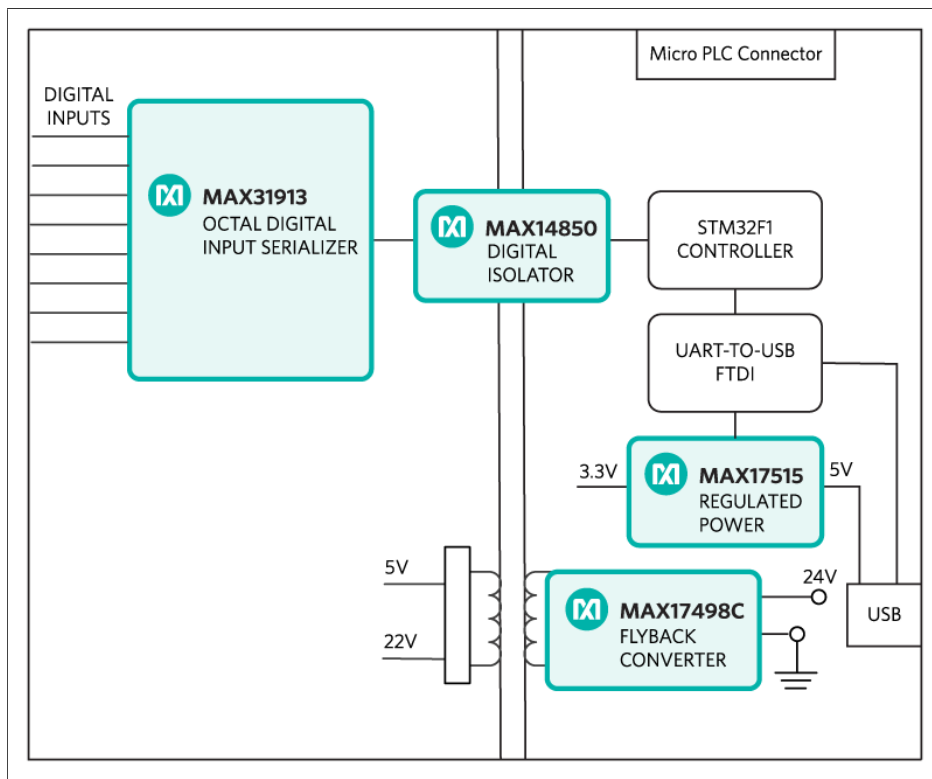 Micro PLC Connector
DIGITAL
INPUTS
MAX31913
OCTAL DIGITAL
INPUT SERIALIZER
MAX14850
DIGITAL
ISOLATOR
STM32F1
CONTROLLER
UART-TO-USB
FTDI
3.3V
MAX17515
REGULATED
POWER
5V
5V
22V
MAX17498C
FLYBACK
CONVERTER
24V
USB